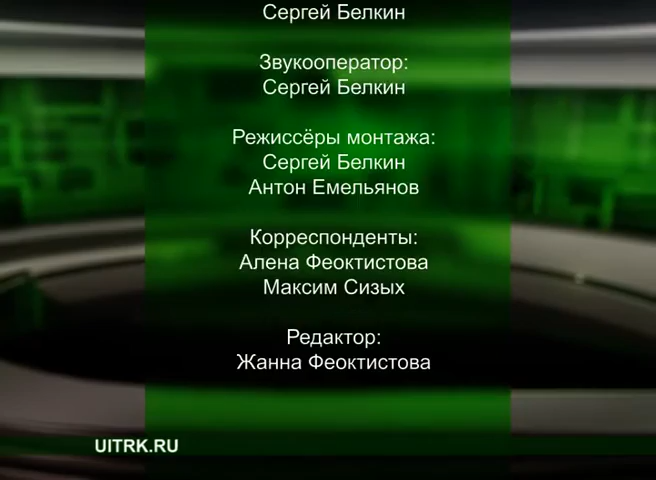 Сергей Белкин
Звукооператор:
Сергей Белкин
Режиссёры монтажа:
Сергей Белкин
Антон Емельянов
Корреспонденты:
Алена Феоктистова
Максим Сизых
Редактор:
Жанна Феоктистова
UITRK.RU